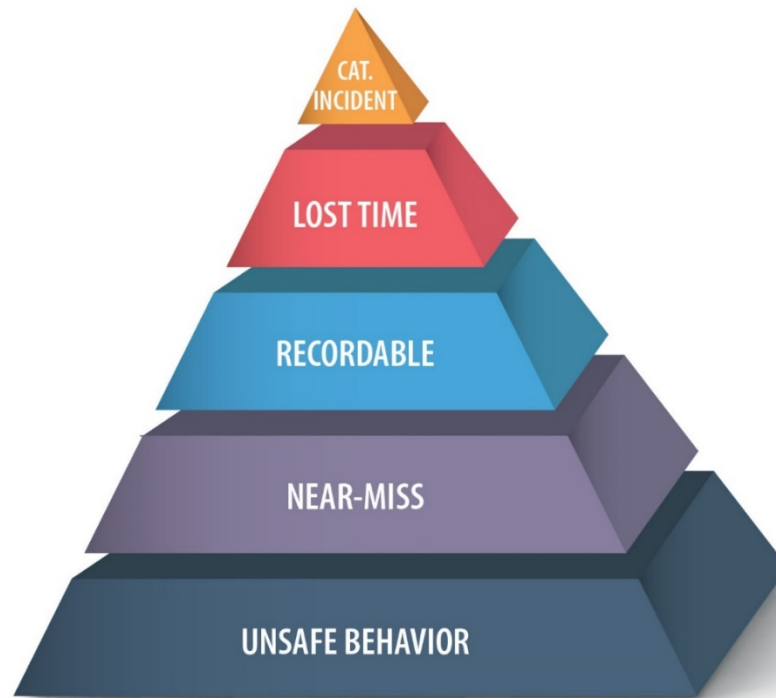 CAT.
INCIDENT
LOST TIME
RECORDABLE
NEAR-MISS
UNSAFE BEHAVIOR